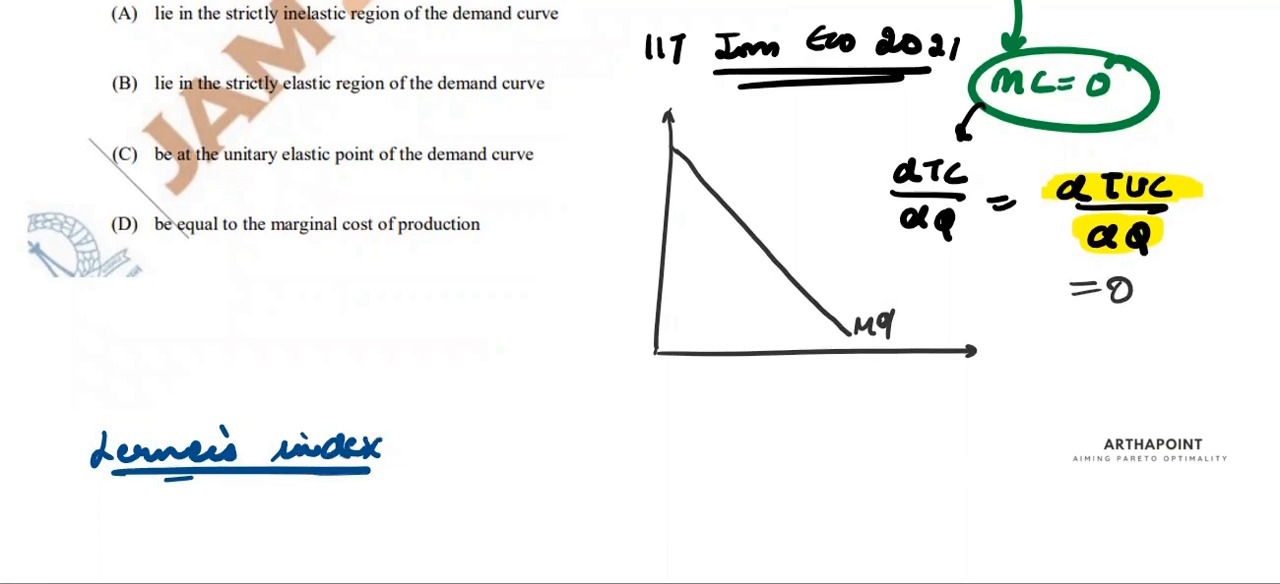 (A) lie in the strictly inelastic region of the demand curve
(B) lie in the strictly elastic region of the demand curve
(C) be at the unitary elastic point of the demand curve
(D) be equal to the marginal cost of production
JAM
IIT Jam Eco 2021
MC=0
dTC/dQ = dTVC/dQ
=0
Lerner's index
ARTHAPOINT
AIMING PARETO OPTIMALITY